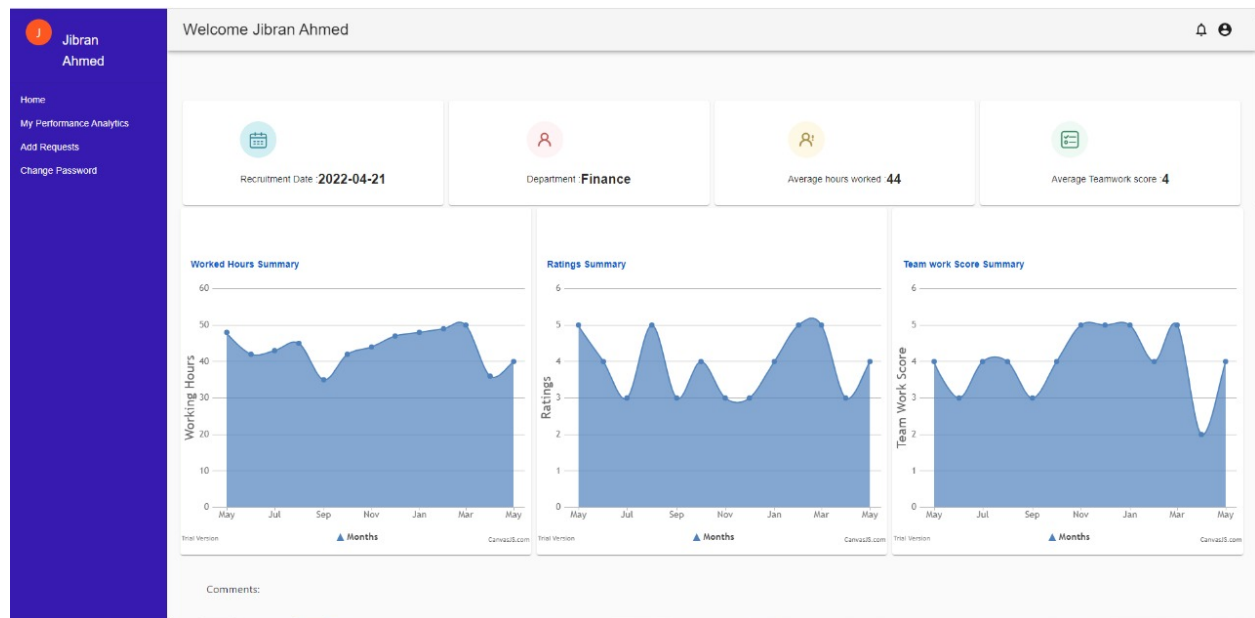 J
Jibran
Ahmed
Home
My Performance Analytics
Add Requests
Change Password
Welcome Jibran Ahmed
Recruitment Date :2022-04-21
Department :Finance
Average hours worked :44
Average Teamwork score :4
Worked Hours Summary
60
50
40
30
20
10
0
Working Hours
May Jul Sep Nov Jan Mar May
Months
Trial Version
CanvasJS.com
Ratings Summary
6
5
4
3
2
1
0
Ratings
May Jul Sep Nov Jan Mar May
Months
Trial Version
CanvasJS.com
Team work Score Summary
6
5
4
3
2
1
0
Team Work Score
May Jul Sep Nov Jan Mar May
Months
Trial Version
CanvasJS.com
Comments: